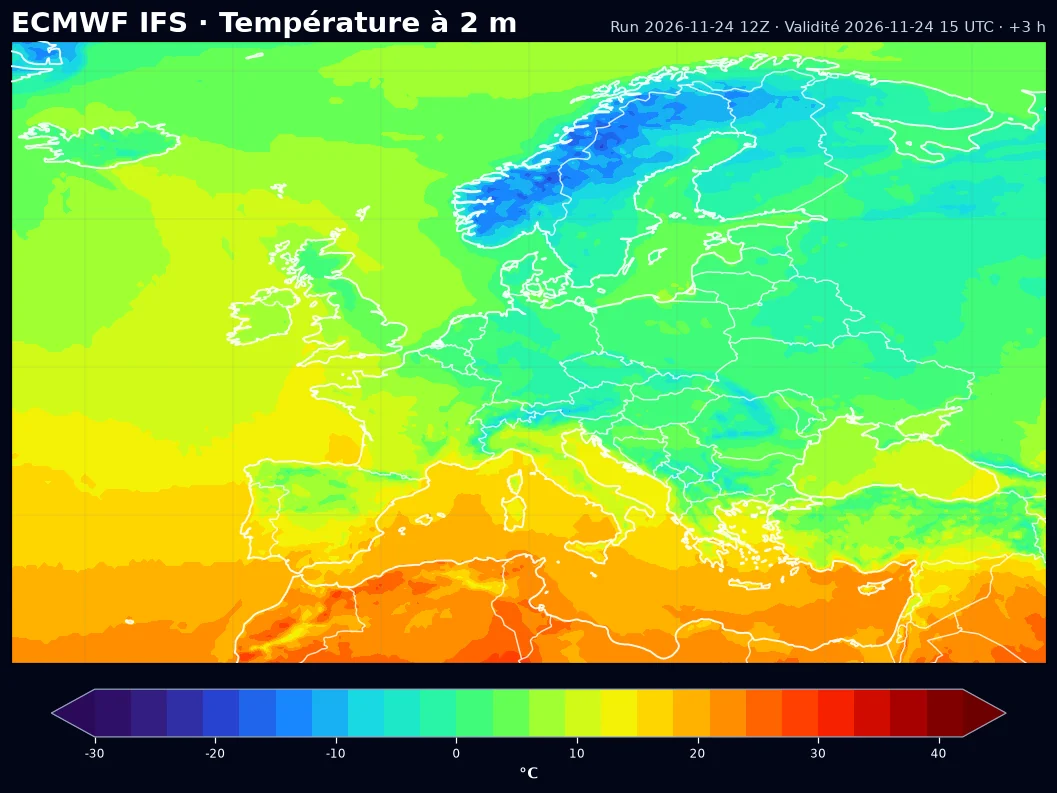 ECMWF IFS · Température à 2 m
Run 2026-11-24 12Z · Validité 2026-11-24 15 UTC · +3 h
-30 -20 -10 0 10 20 30 40
°C